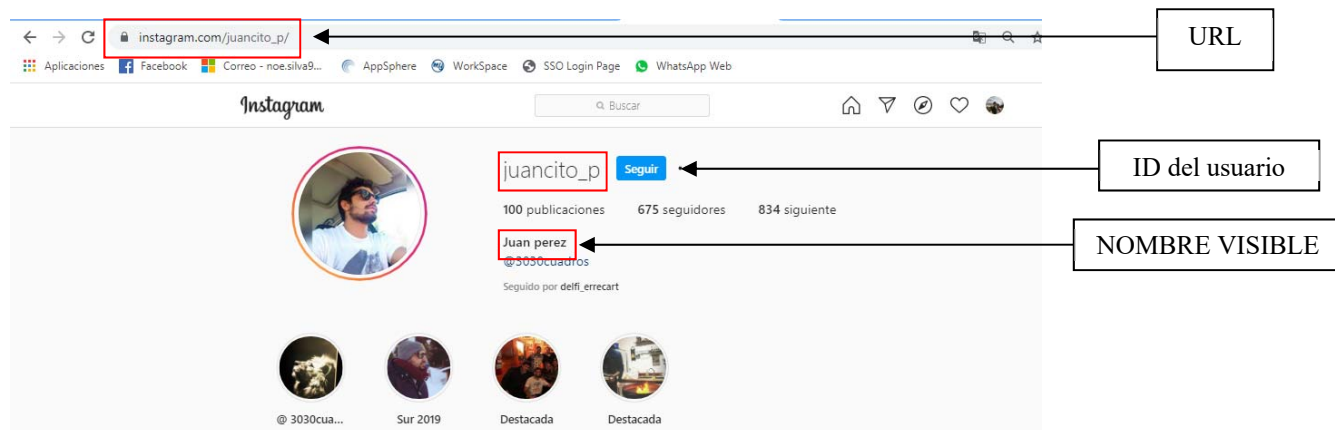 URL
instagram.com/juancito_p/
Aplicaciones Facebook Correo - noe.silva9... AppSphere WorkSpace SSO Login Page WhatsApp Web
Instagram Buscar
juancito_p Seguir
ID del usuario
100 publicaciones 675 seguidores 834 siguiente
Juan perez
NOMBRE VISIBLE
@3030cuadros
Seguido por delfi_errecart
@ 3030cua... Sur 2019 Destacada Destacada